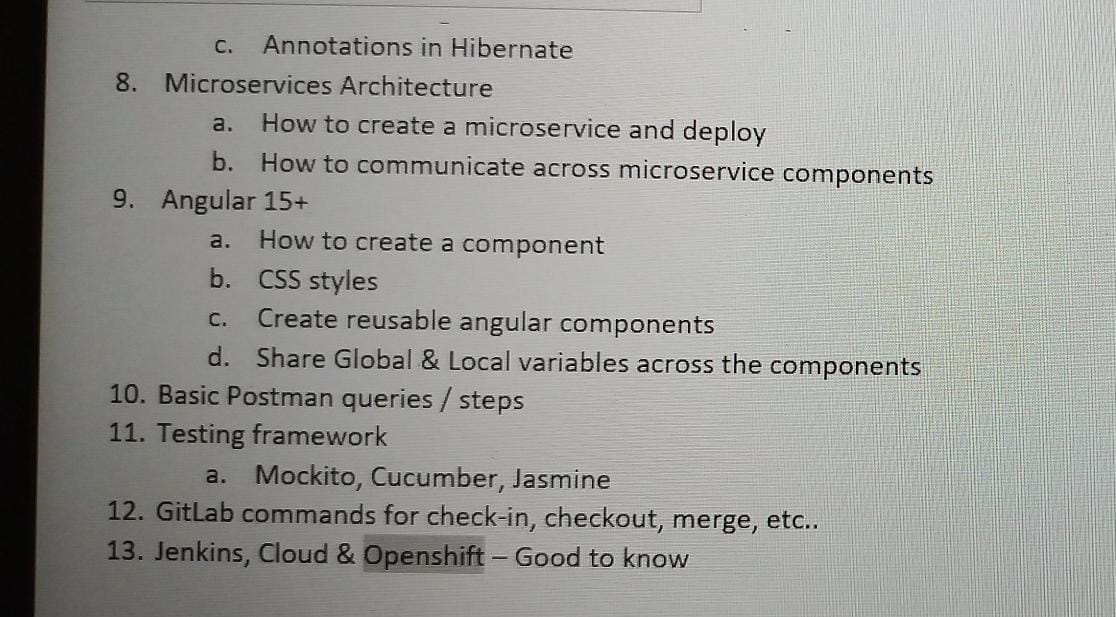 c. Annotations in Hibernate
8. Microservices Architecture
a. How to create a microservice and deploy
b. How to communicate across microservice components
9. Angular 15+
a. How to create a component
b. CSS styles
c. Create reusable angular components
d. Share Global & Local variables across the components
10. Basic Postman queries / steps
11. Testing framework
a. Mockito, Cucumber, Jasmine
12. GitLab commands for check-in, checkout, merge, etc..
13. Jenkins, Cloud & Openshift – Good to know